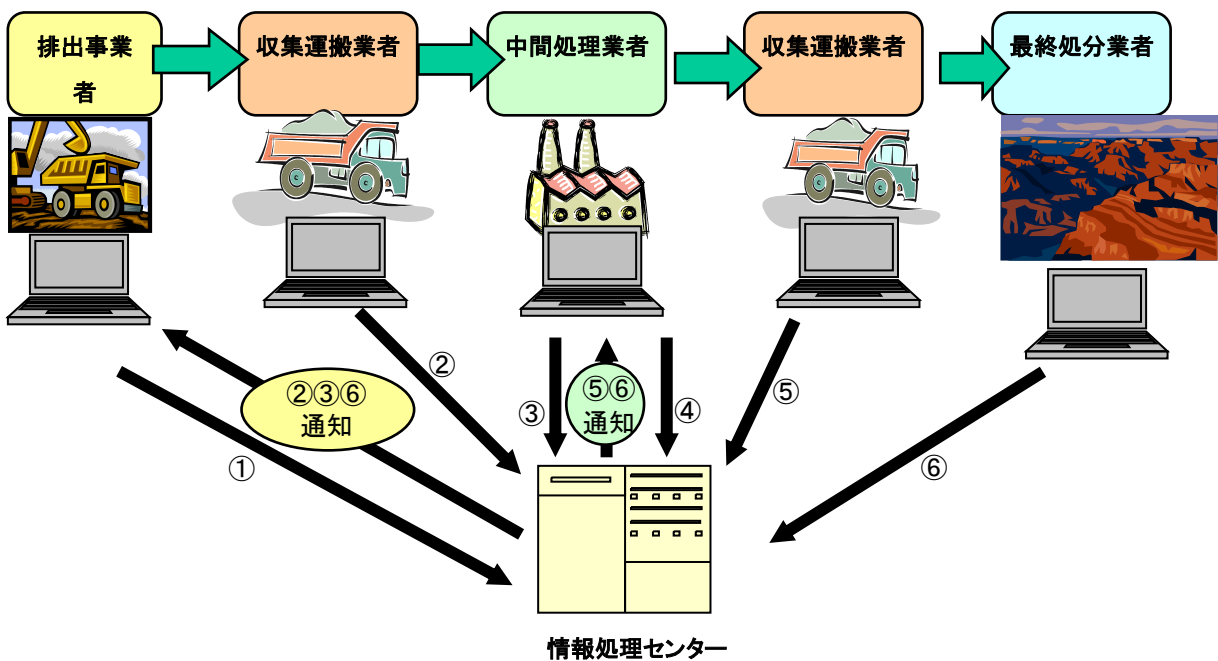 排出事業
者
収集運搬業者
中間処理業者
収集運搬業者
最終処分業者
②
②③⑥
通知
①
③
⑤⑥
通知
④
⑤
⑥
情報処理センター